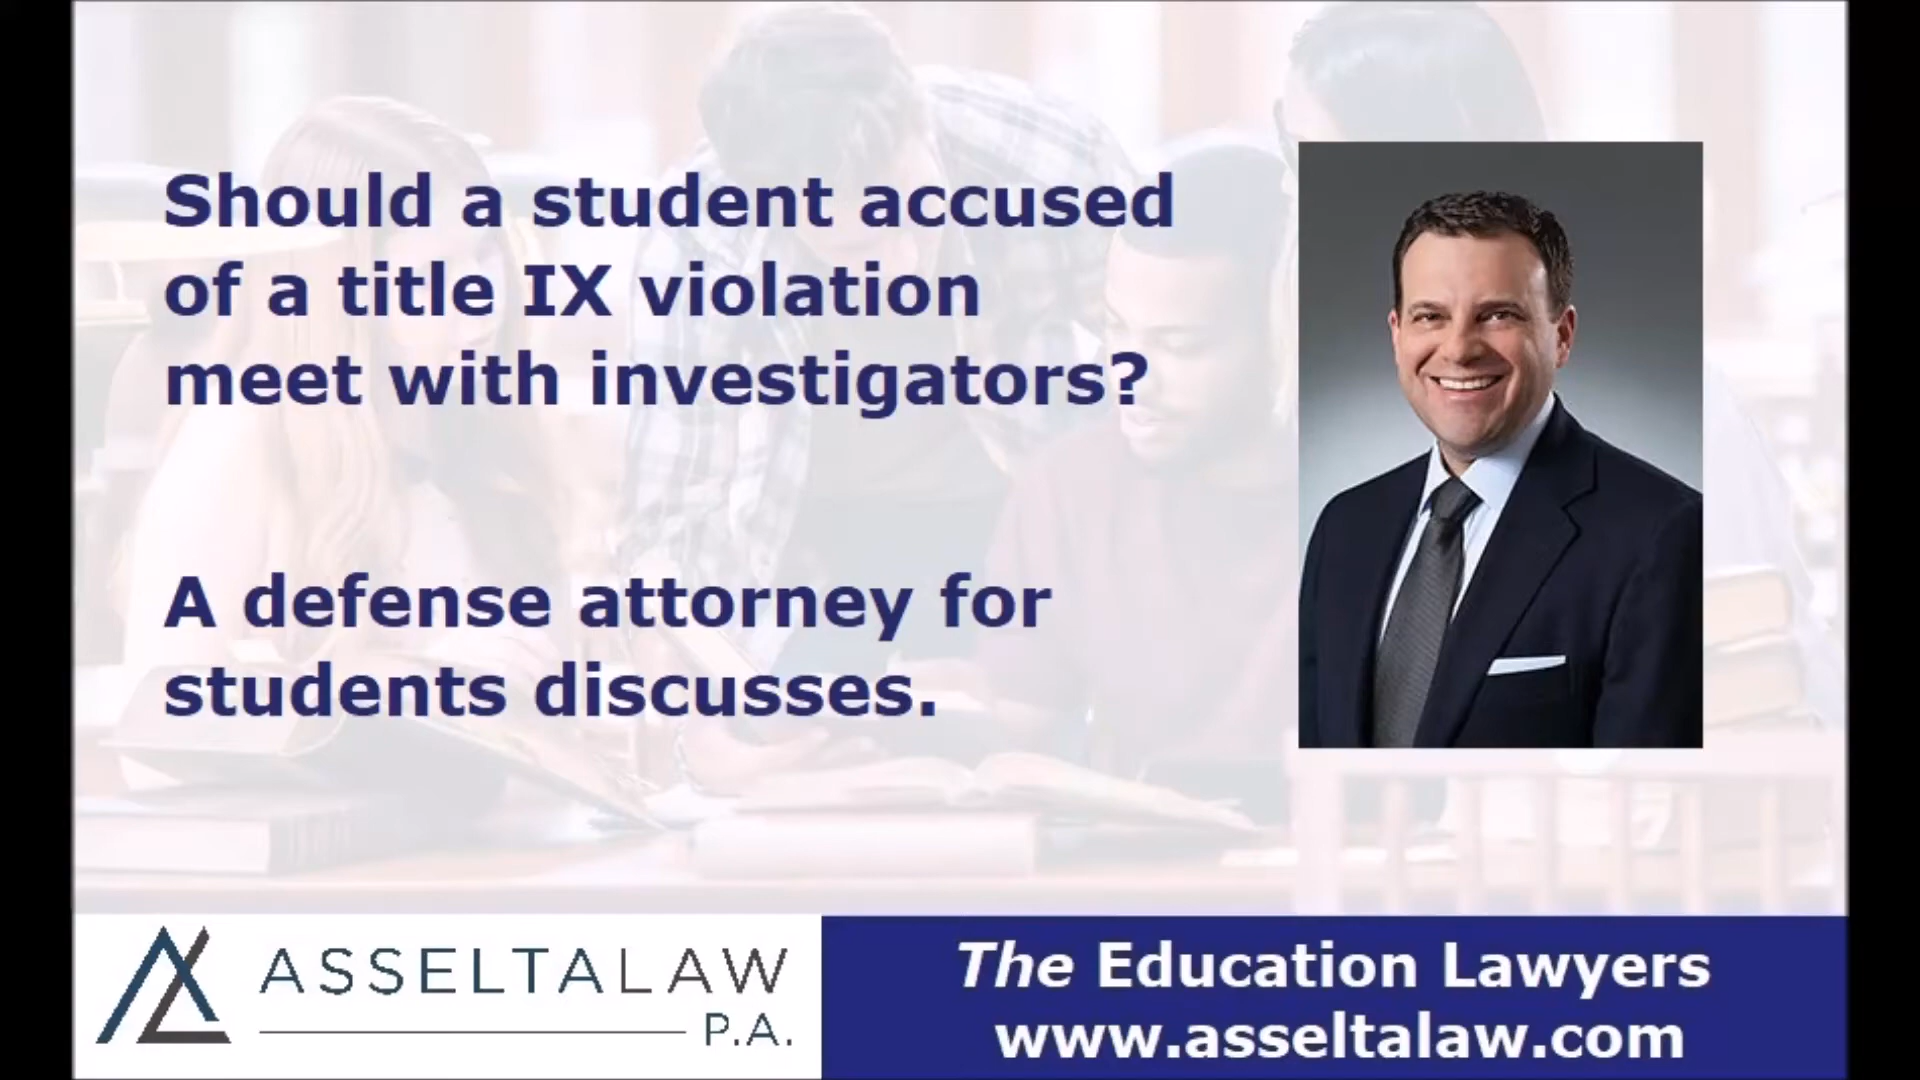 Should a student accused
of a title IX violation
meet with investigators?
A defense attorney for
students discusses.
ASSELTALAW
P.A.
The Education Lawyers
www.asseltalaw.com